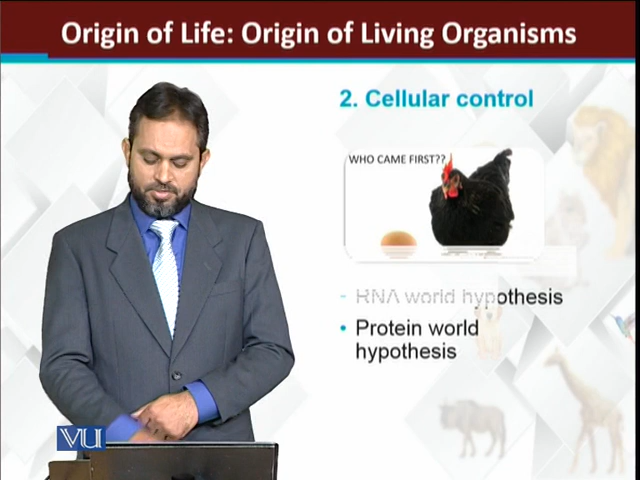 Origin of Life: Origin of Living Organisms
2. Cellular control
WHO CAME FIRST??
RNA world hypothesis
• Protein world
hypothesis
VU